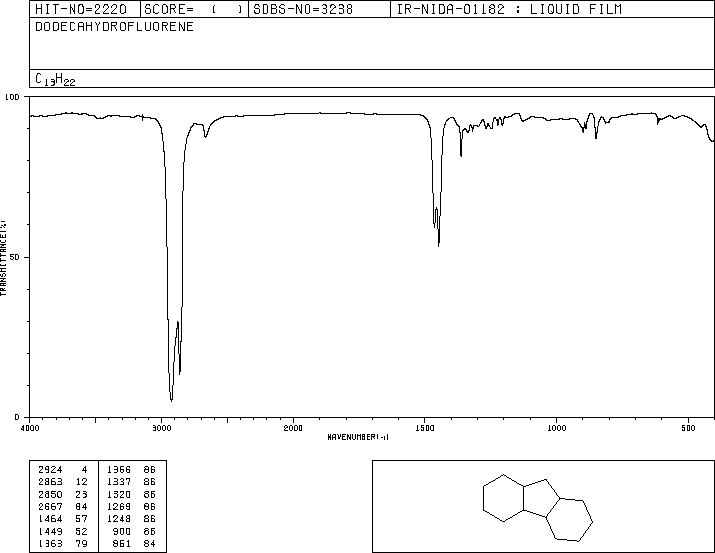 HIT-NO=2220 SCORE= ( ) SDBS-NO=3238 IR-NIDA-01182 : LIQUID FILM
DODECAHYDROFLUORENE
C13H22
100
50
0
TRANSMITTANCE(%)
4000 3000 2000 1500 1000 500
WAVENUMBER(-1)
2924 4 1356 86
2863 12 1337 86
2850 23 1320 86
2667 84 1269 86
1464 57 1248 86
1449 52 900 86
1363 79 851 84